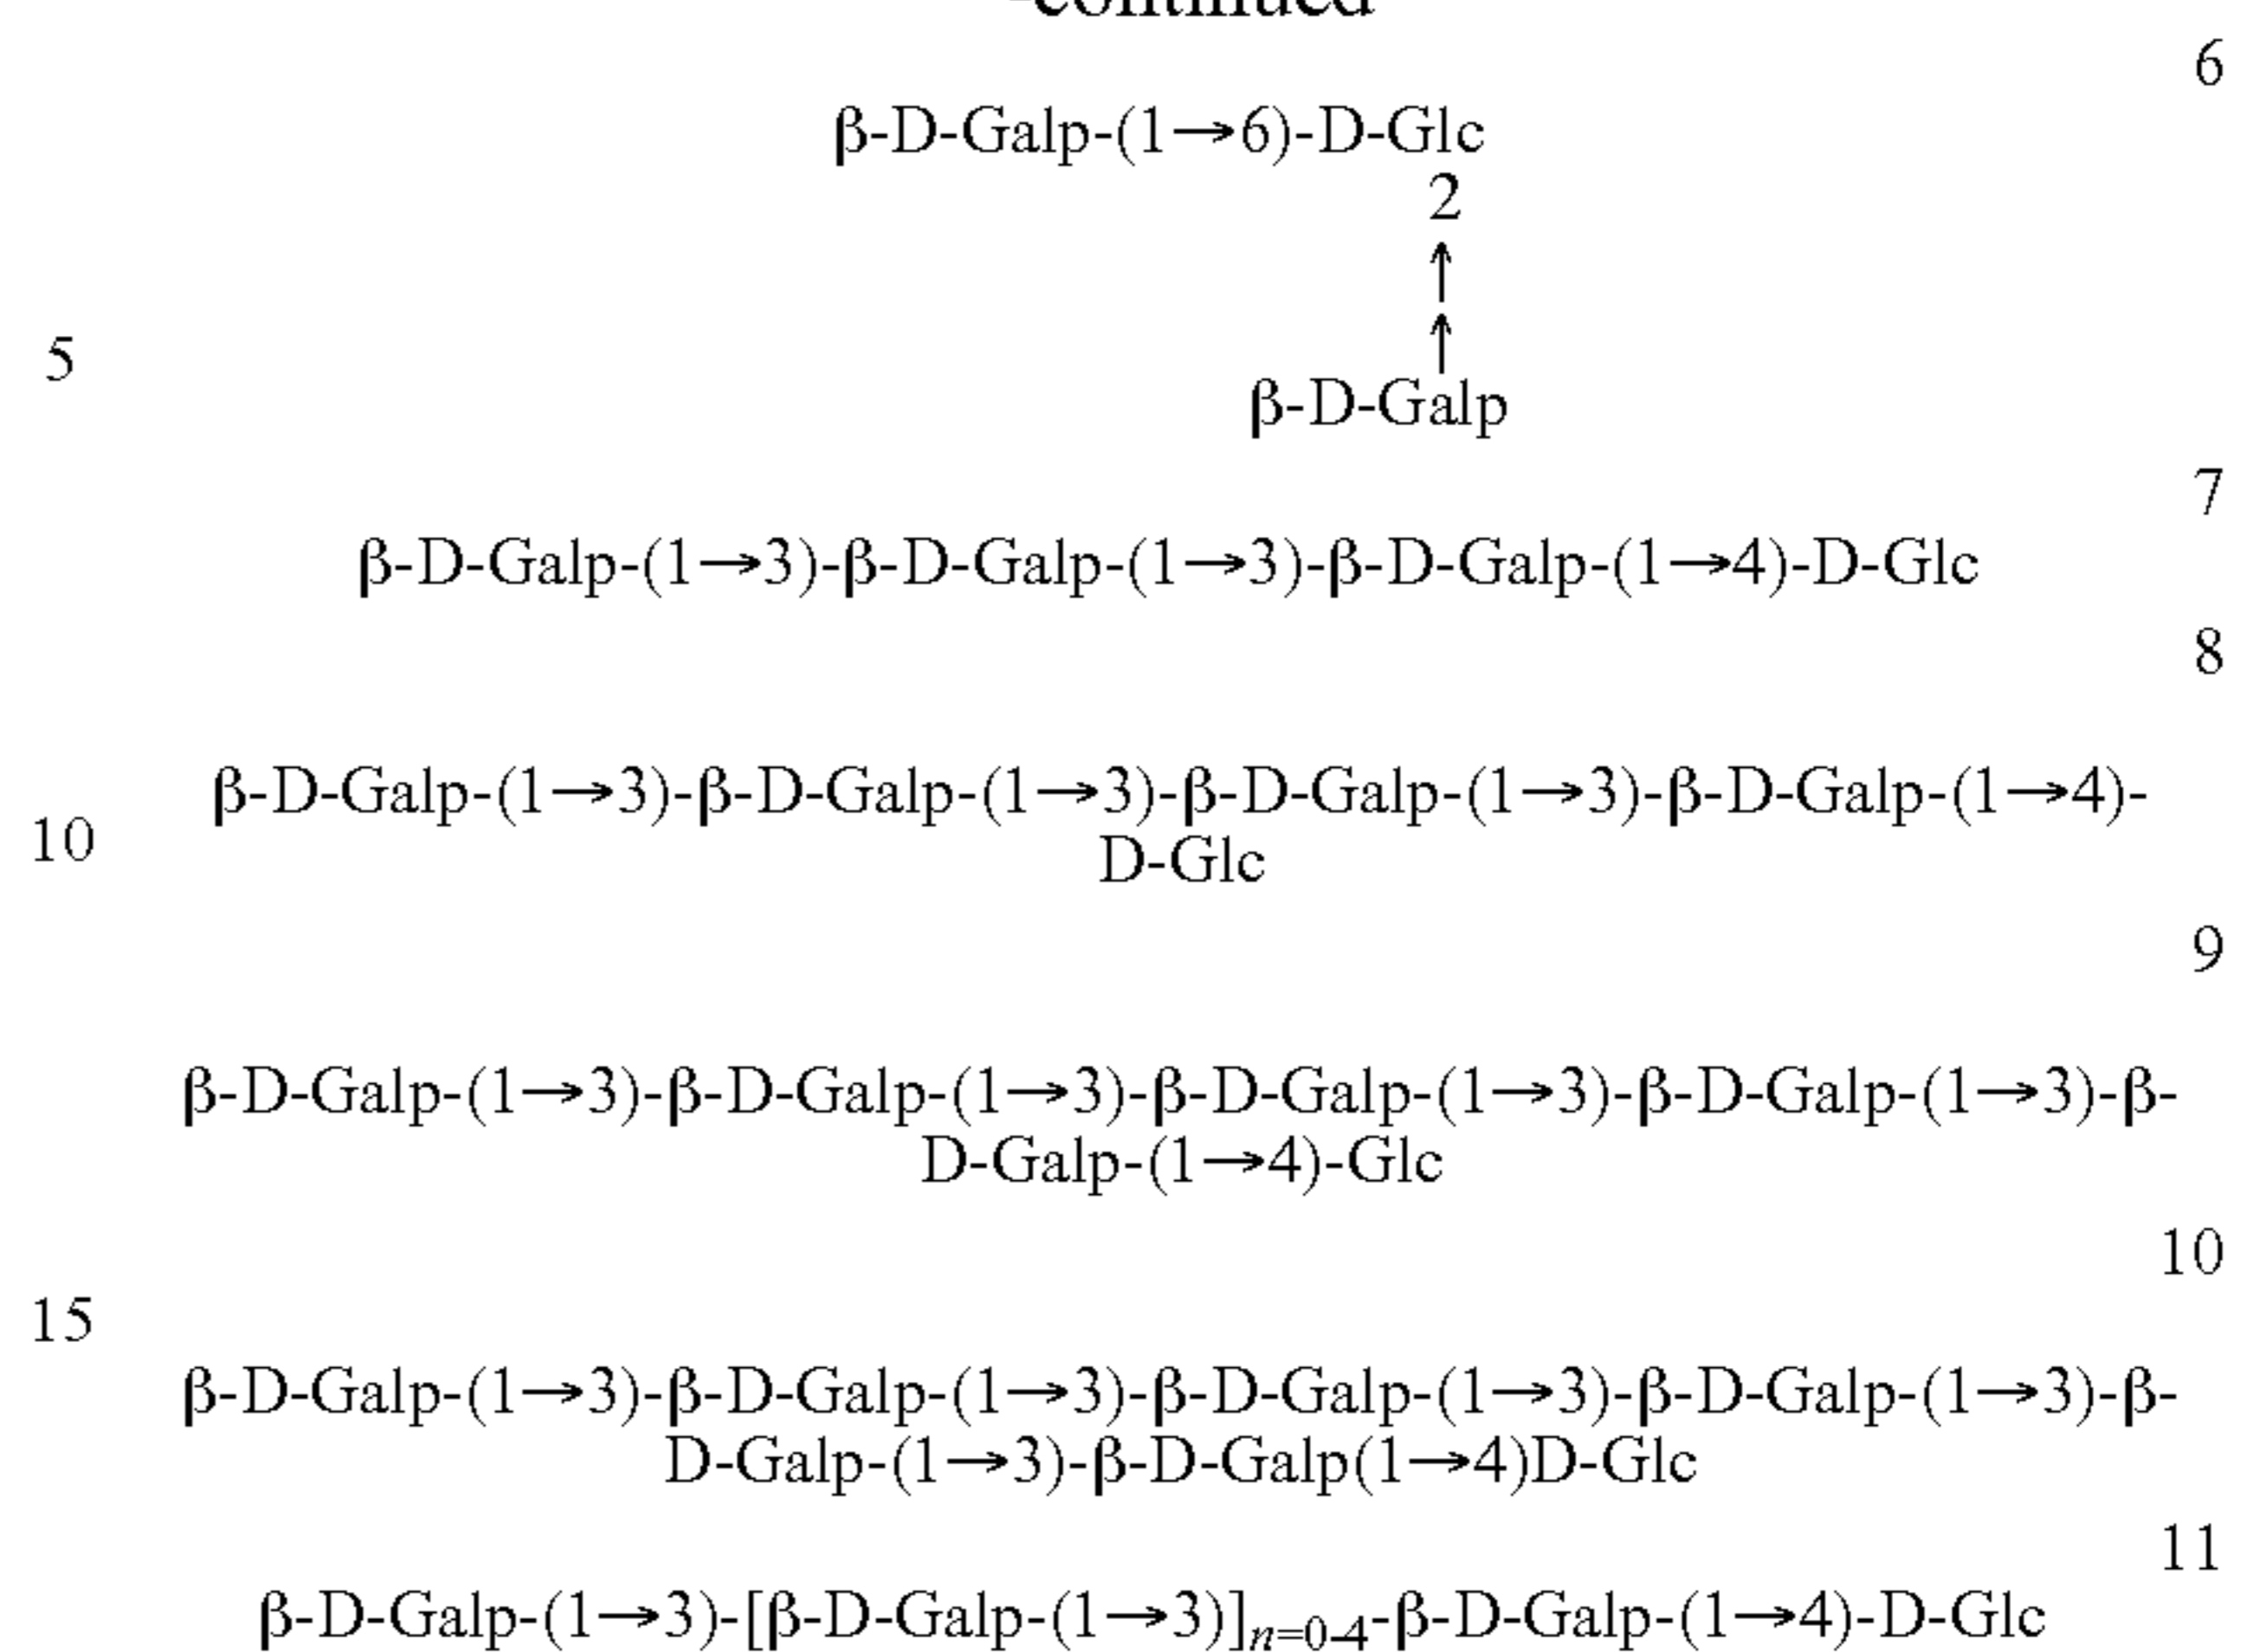 -continued
6
β-D-Galp-(1→6)-D-Glc
2
↑
↑
5
β-D-Galp
7
β-D-Galp-(1→3)-β-D-Galp-(1→3)-β-D-Galp-(1→4)-D-Glc
8
β-D-Galp-(1→3)-β-D-Galp-(1→3)-β-D-Galp-(1→3)-β-D-Galp-(1→4)-
10
D-Glc
9
β-D-Galp-(1→3)-β-D-Galp-(1→3)-β-D-Galp-(1→3)-β-D-Galp-(1→3)-β-
D-Galp-(1→4)-Glc
10
15
β-D-Galp-(1→3)-β-D-Galp-(1→3)-β-D-Galp-(1→3)-β-D-Galp-(1→3)-β-
D-Galp-(1→3)-β-D-Galp(1→4)D-Glc
11
β-D-Galp-(1→3)-[β-D-Galp-(1→3)]n=0-4-β-D-Galp-(1→4)-D-Glc